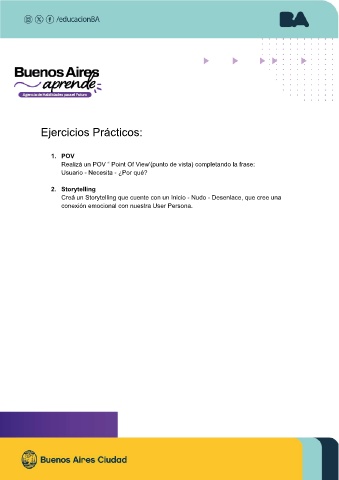 /educacionBA
BA
Buenos Aires
aprende
Agencia de Habilidades para el Futuro
Ejercicios Prácticos:
1. POV
Realizá un POV " Point Of View'(punto de vista) completando la frase:
Usuario - Necesita - ¿Por qué?
2. Storytelling
Creá un Storytelling que cuente con un Inicio - Nudo - Desenlace, que cree una
conexión emocional con nuestra User Persona.
Buenos Aires Ciudad